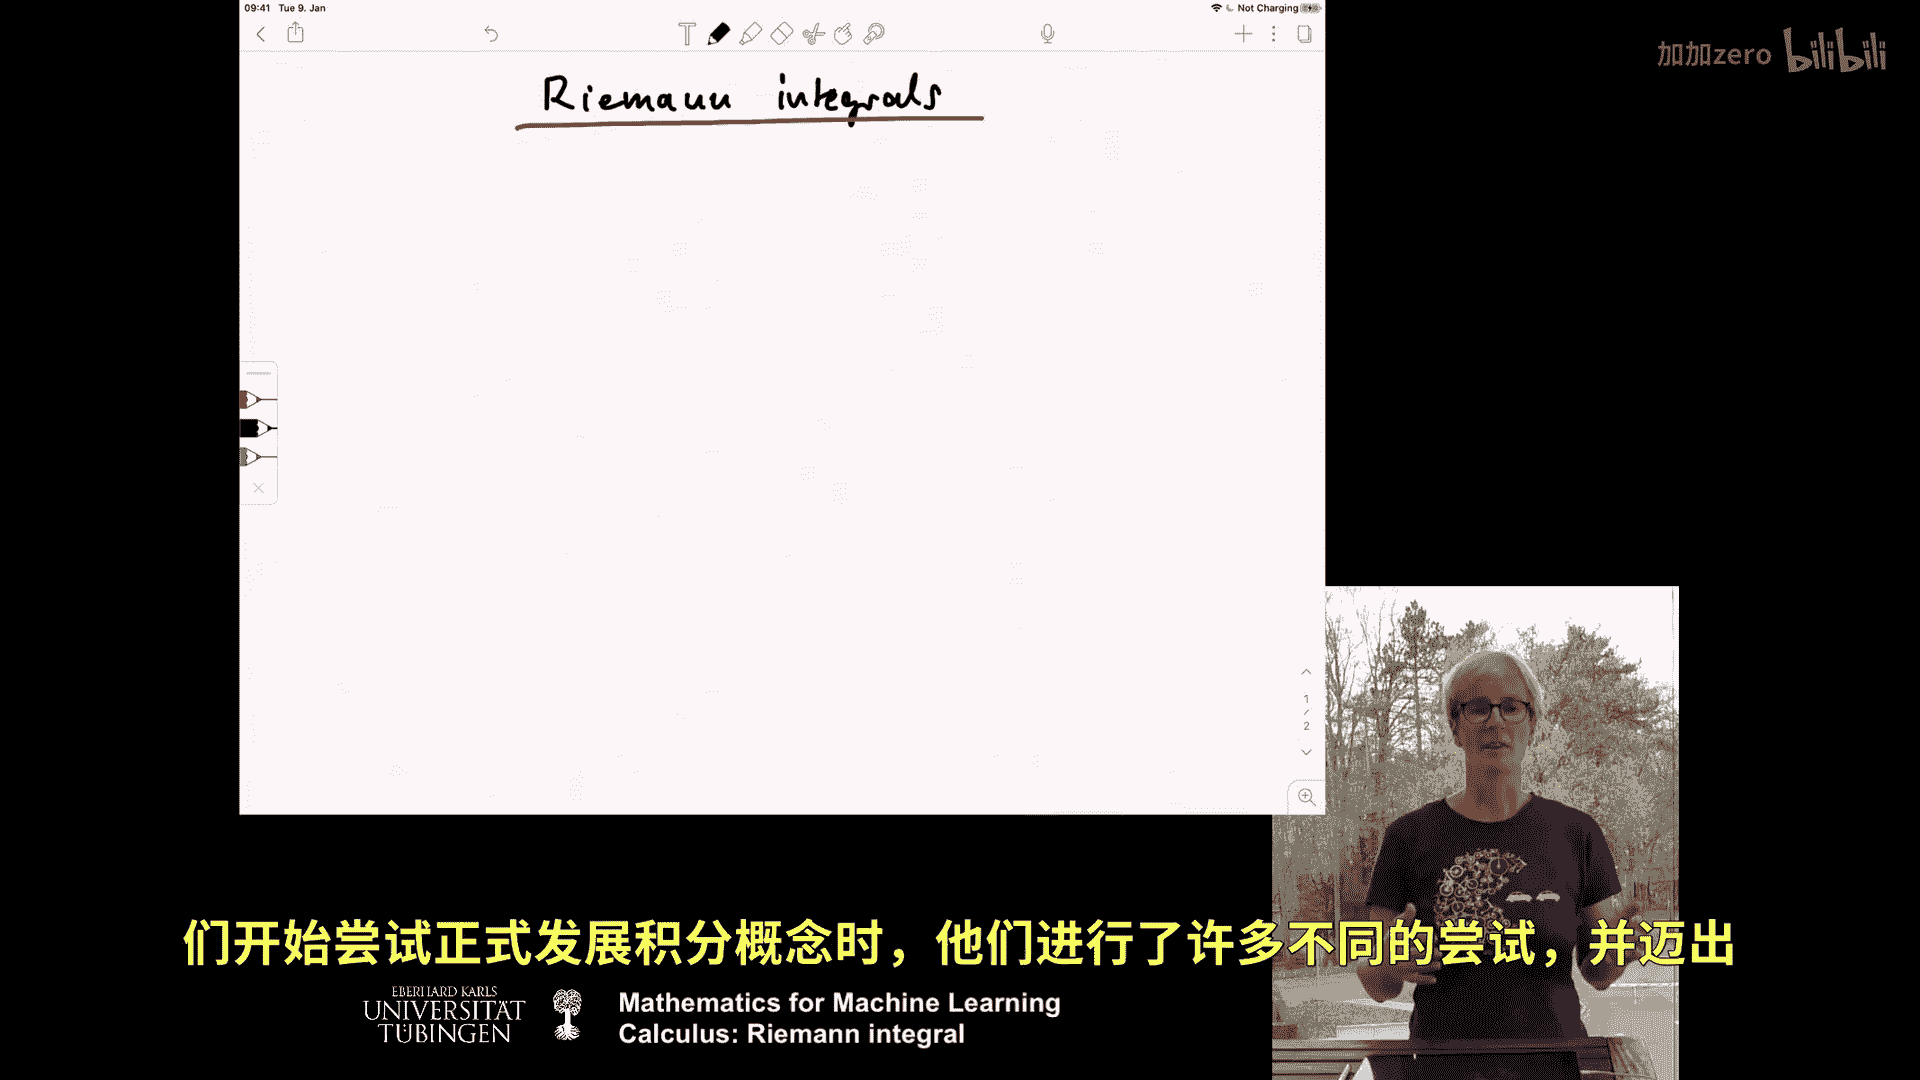 09:41 Tue 9. Jan
Not Charging
加加zero bilibili
Riemann integrals
1
/
2
们开始尝试正式发展积分概念时，他们进行了许多不同的尝试，并迈出
EBERHARD KARLS
UNIVERSITÄT
TÜBINGEN
Mathematics for Machine Learning
Calculus: Riemann integral